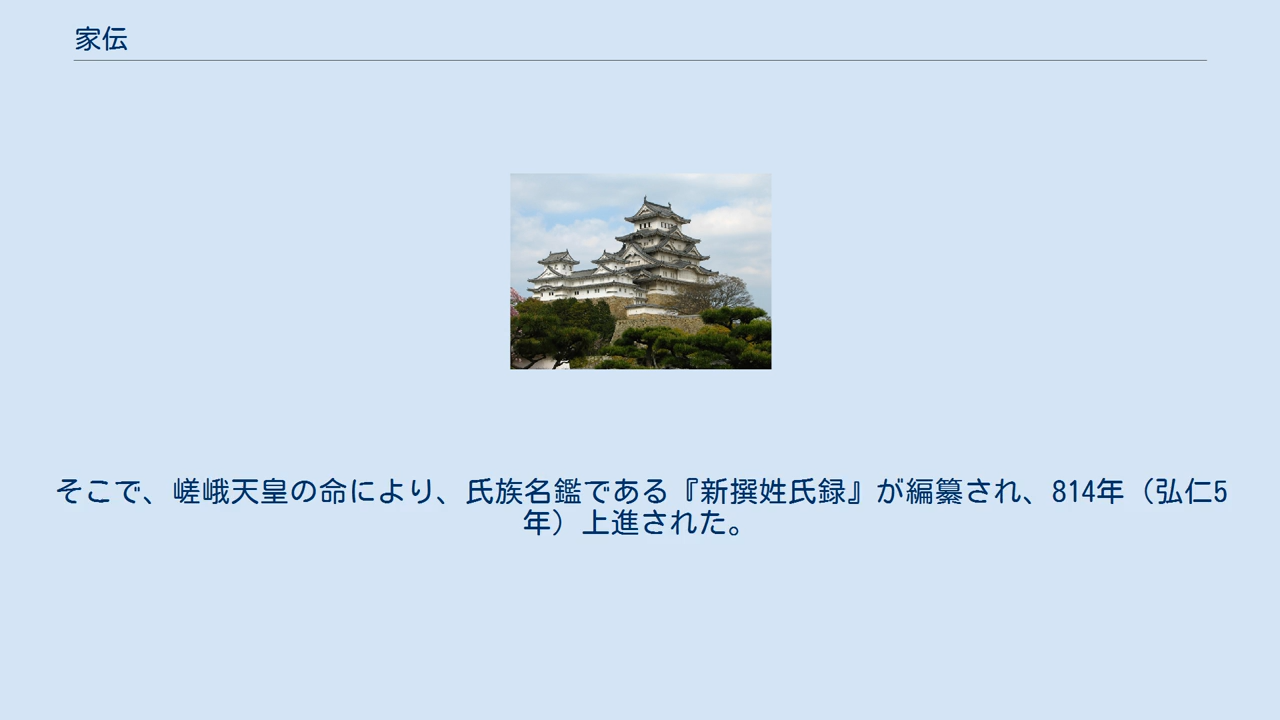 家伝
そこで、嵯峨天皇の命により、氏族名鑑である『新撰姓氏録』が編纂され、814年（弘仁5
年）上進された。